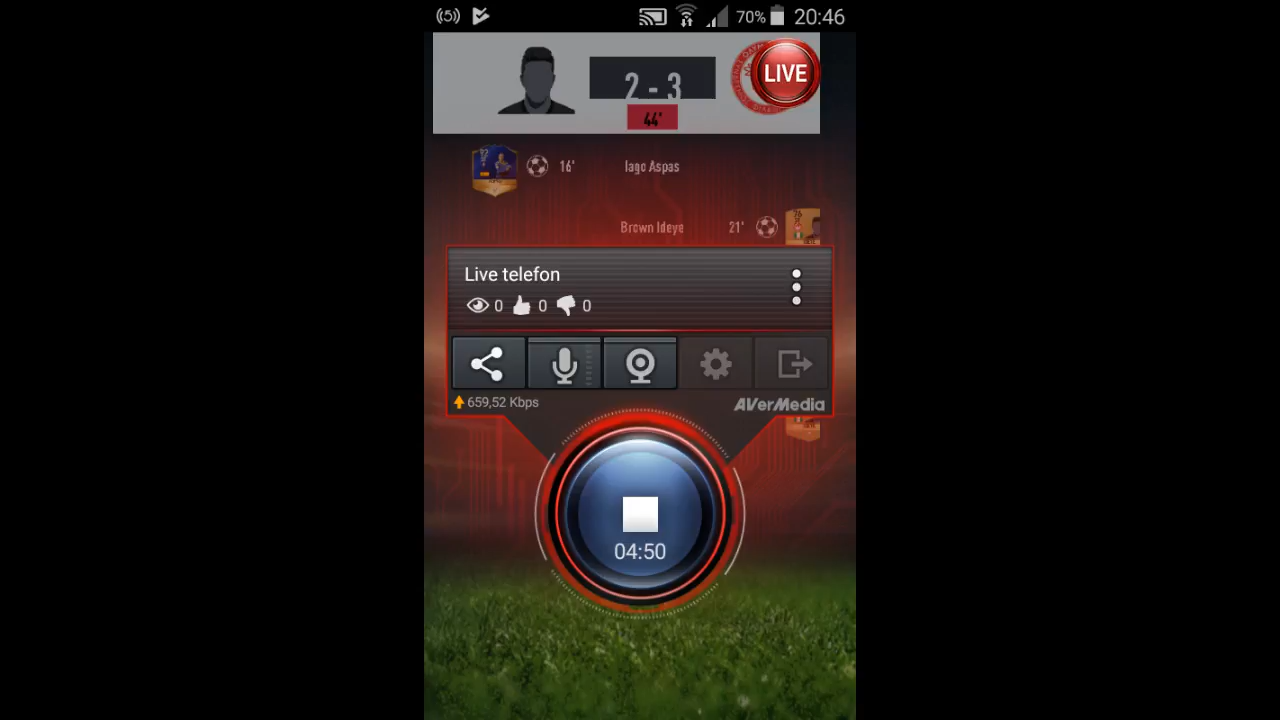 70% 20:46
2 - 3
LIVE
44'
16' Iago Aspas
Brown Ideye 21'
Live telefon
0 0 0
659,52 Kbps
AVerMedia
04:50